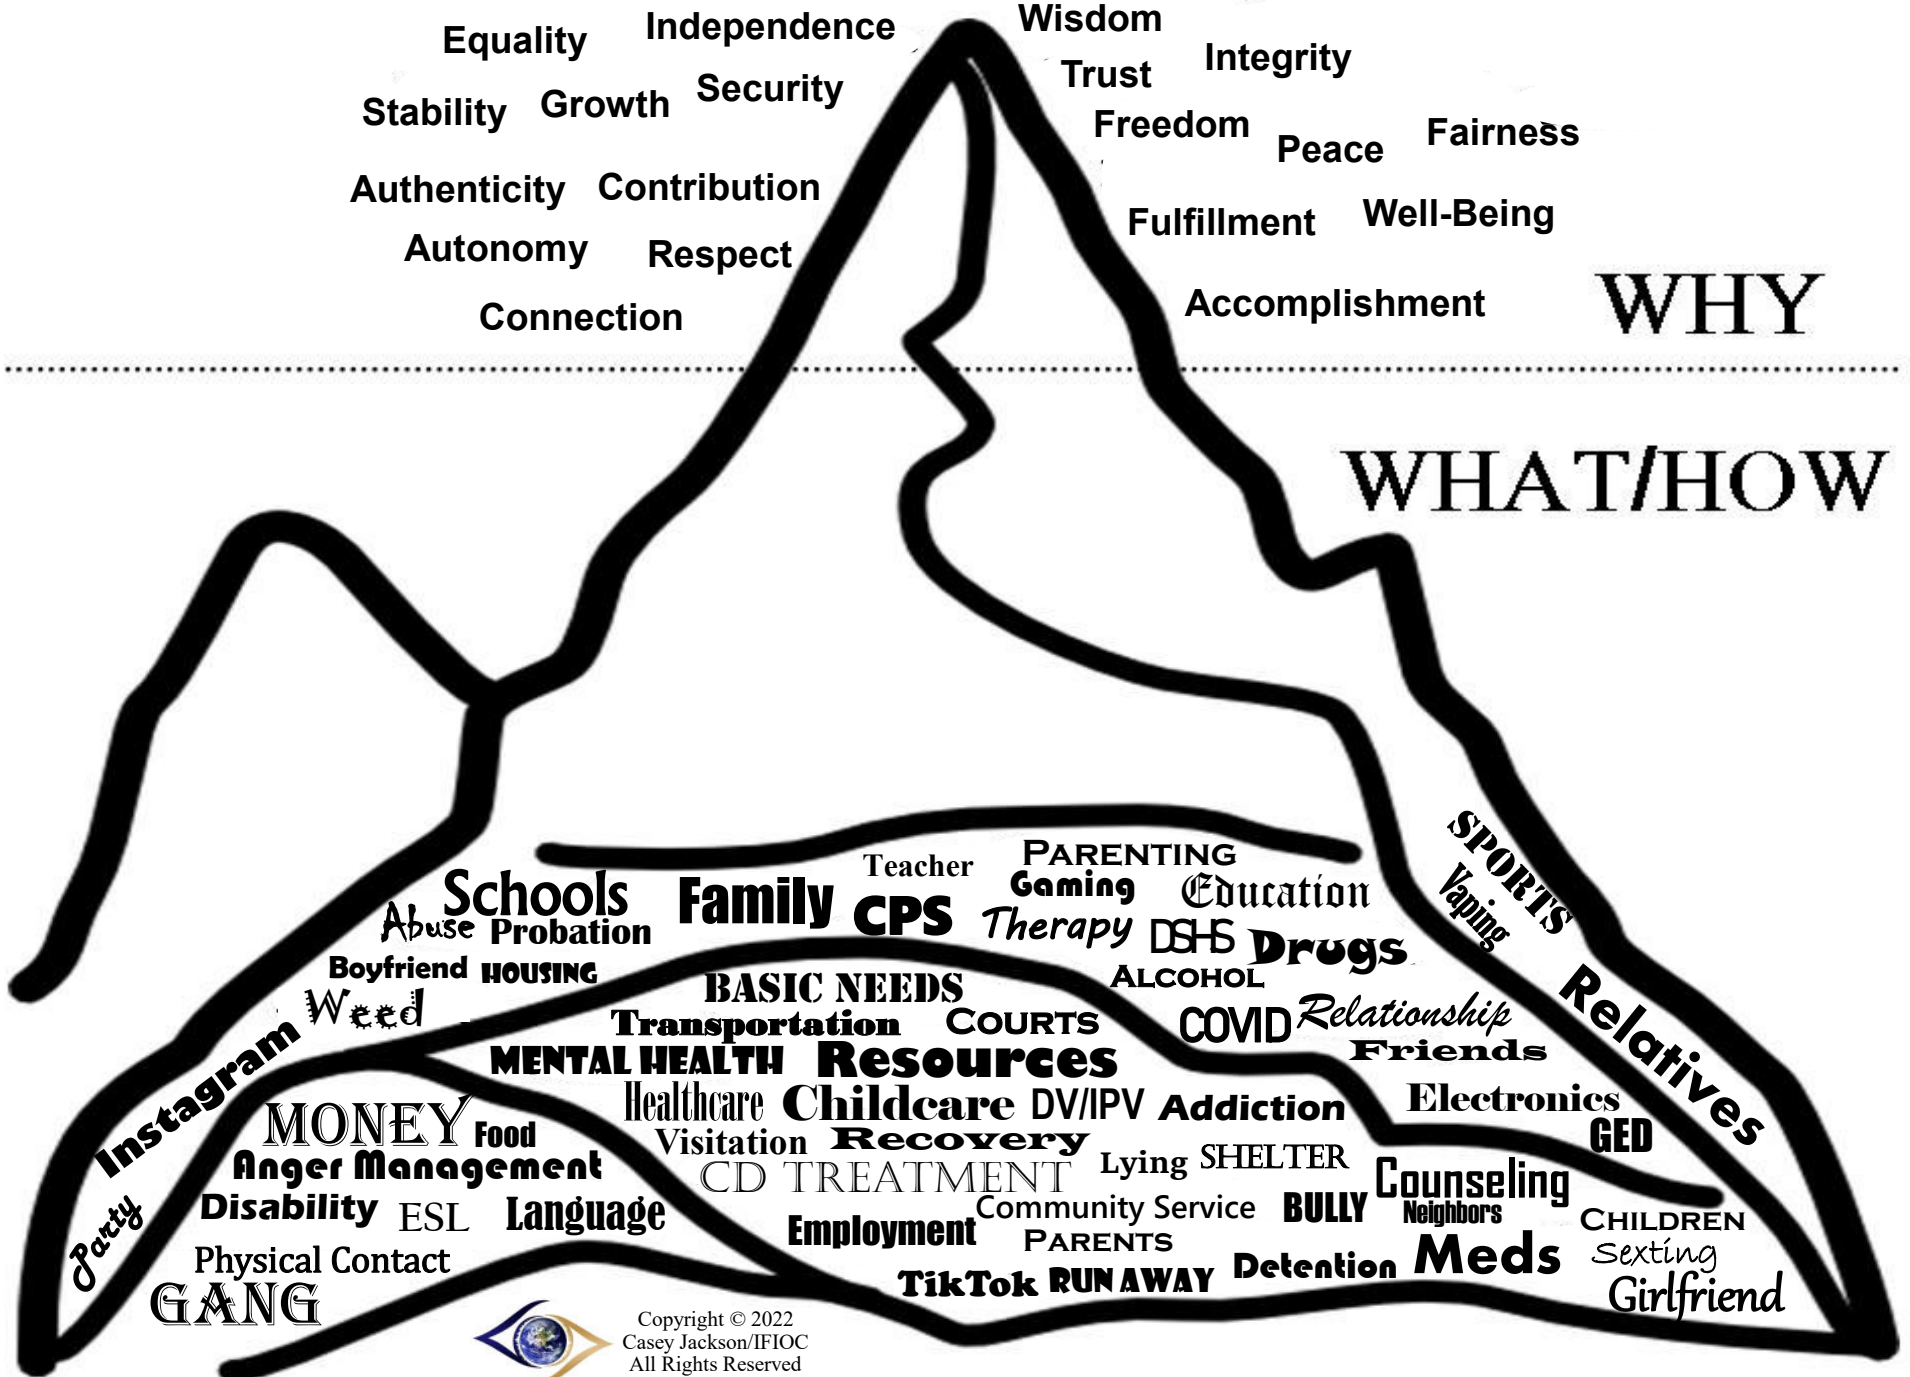 Equality
Independence
Wisdom
Trust
Integrity
Stability
Growth
Security
Freedom
Peace
Fairness
Authenticity
Contribution
Fulfillment
Well-Being
Autonomy
Respect
Connection
Accomplishment
WHY
WHAT/HOW
SPORTS
Vaping
Relatives
Teacher
PARENTING
Schools
Family
CPS
Gaming
Education
Abuse
Probation
Therapy
DSHS
Drugs
Boyfriend
HOUSING
ALCOHOL
Weed
BASIC NEEDS
Transportation
COURTS
COVID
Relationship
Friends
Instagram
MENTAL HEALTH
Resources
MONEY
Food
Healthcare
Childcare
DV/IPV
Addiction
Electronics
GED
Anger Management
Visitation
Recovery
CD TREATMENT
Lying
SHELTER
Counseling
Neighbors
Party
Disability
ESL
Language
Employment
Community Service
BULLY
CHILDREN
Physical Contact
PARENTS
Detention
Meds
Sexting
GANG
TikTok
RUN AWAY
Girlfriend
Copyright © 2022
Casey Jackson/IFIOC
All Rights Reserved